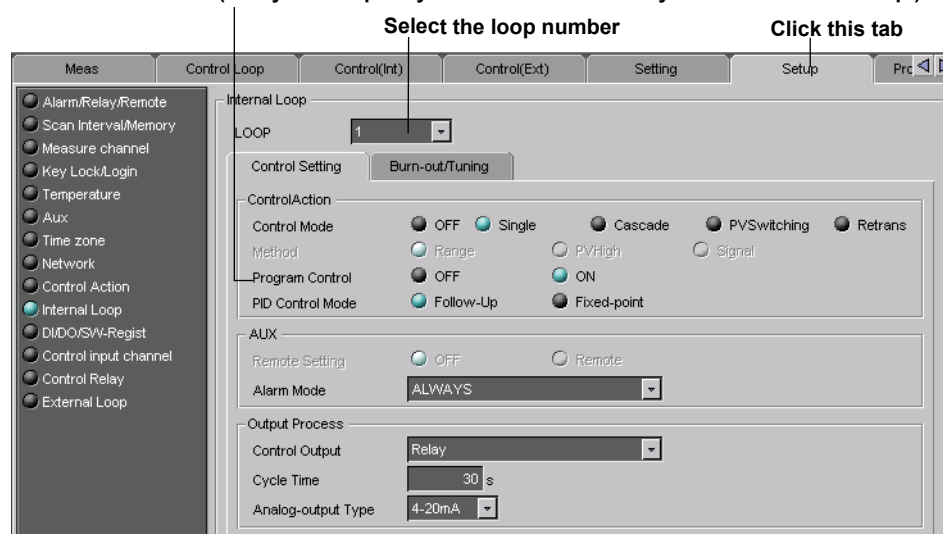 Select the loop number
Click this tab
Meas Control Loop Control(Int) Control(Ext) Setting Setup
Alarm/Relay/Remote
Scan Interval/Memory
Measure channel
Key Lock/Login
Temperature
Aux
Time zone
Network
Control Action
Internal Loop
DI/DO/SW-Regist
Control input channel
Control Relay
External Loop
Internal Loop
LOOP 1
Control Setting Burn-out/Tuning
ControlAction
Control Mode OFF Single Cascade PVSwitching Retrans
Method Range PVHigh Signal
Program Control OFF ON
PID Control Mode Follow-Up Fixed-point
AUX
Remote Setting OFF Remote
Alarm Mode ALWAYS
Output Process
Control Output Relay
Cycle Time 30 s
Analog-output Type 4-20mA